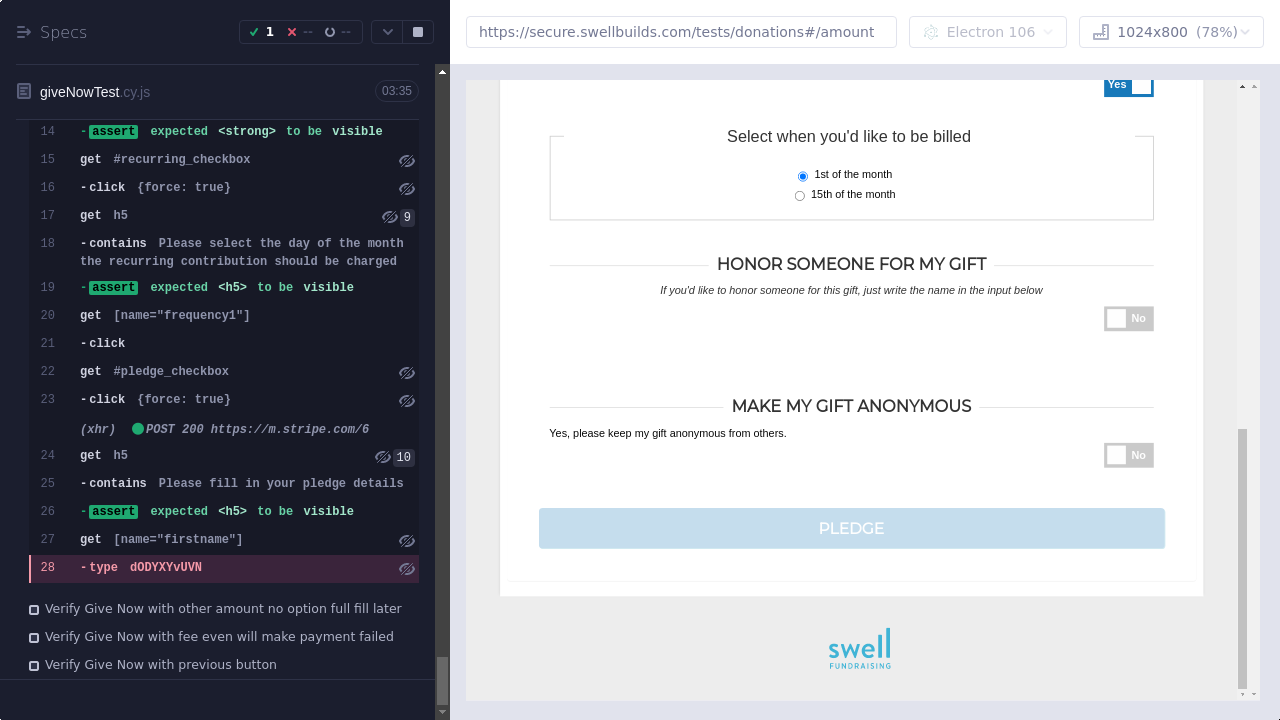 Specs
1
--
--
giveNowTest.cy.js
03:35
14 -assert expected <strong> to be visible
15 get #recurring_checkbox
16 -click {force: true}
17 get h5 9
18 -contains Please select the day of the month
the recurring contribution should be charged
19 -assert expected <h5> to be visible
20 get [name="frequency1"]
21 -click
22 get #pledge_checkbox
23 -click {force: true}
(xhr) POST 200 https://m.stripe.com/6
24 get h5 10
25 -contains Please fill in your pledge details
26 -assert expected <h5> to be visible
27 get [name="firstname"]
28 -type dODYXYvUVN
Verify Give Now with other amount no option full fill later
Verify Give Now with fee even will make payment failed
Verify Give Now with previous button
https://secure.swellbuilds.com/tests/donations#/amount
Electron 106
1024x800 (78%)
Yes
Select when you'd like to be billed
1st of the month
15th of the month
HONOR SOMEONE FOR MY GIFT
If you'd like to honor someone for this gift, just write the name in the input below
No
MAKE MY GIFT ANONYMOUS
Yes, please keep my gift anonymous from others.
No
PLEDGE
swell
FUNDRAISING